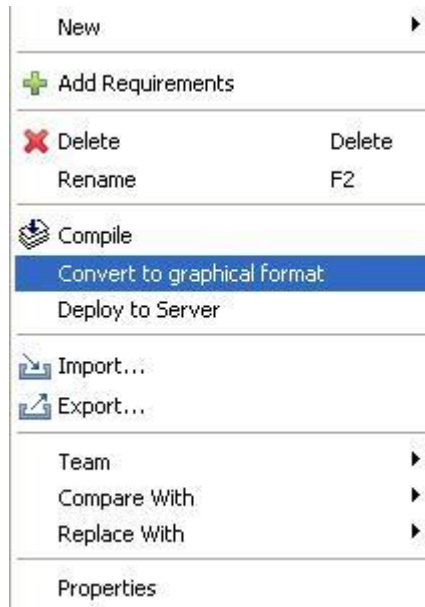 New
Add Requirements
Delete Delete
Rename F2
Compile
Convert to graphical format
Deploy to Server
Import...
Export...
Team
Compare With
Replace With
Properties